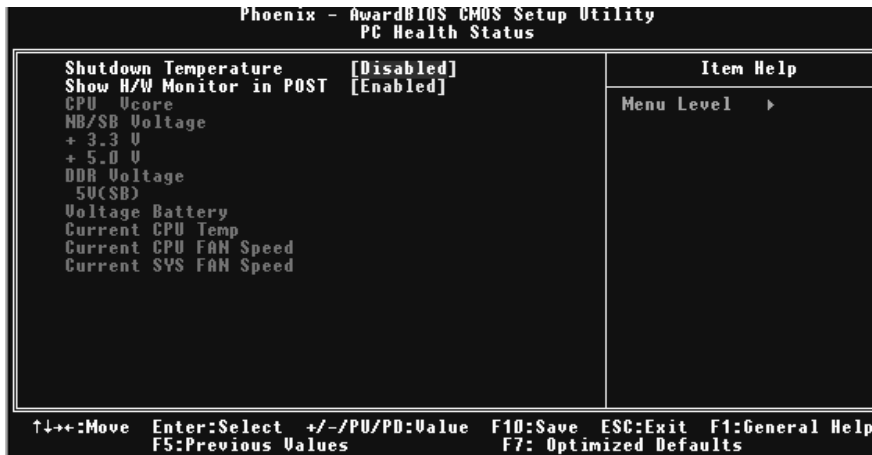 Phoenix - AwardBIOS CMOS Setup Utility
PC Health Status
Shutdown Temperature [Disabled]
Show H/W Monitor in POST [Enabled]
CPU Vcore
NB/SB Voltage
+ 3.3 V
+ 5.0 V
DDR Voltage
5V(SB)
Voltage Battery
Current CPU Temp
Current CPU FAN Speed
Current SYS FAN Speed
Item Help
Menu Level ▸
↑↓→←:Move Enter:Select +/-/PU/PD:Value F10:Save ESC:Exit F1:General Help
F5:Previous Values F7: Optimized Defaults